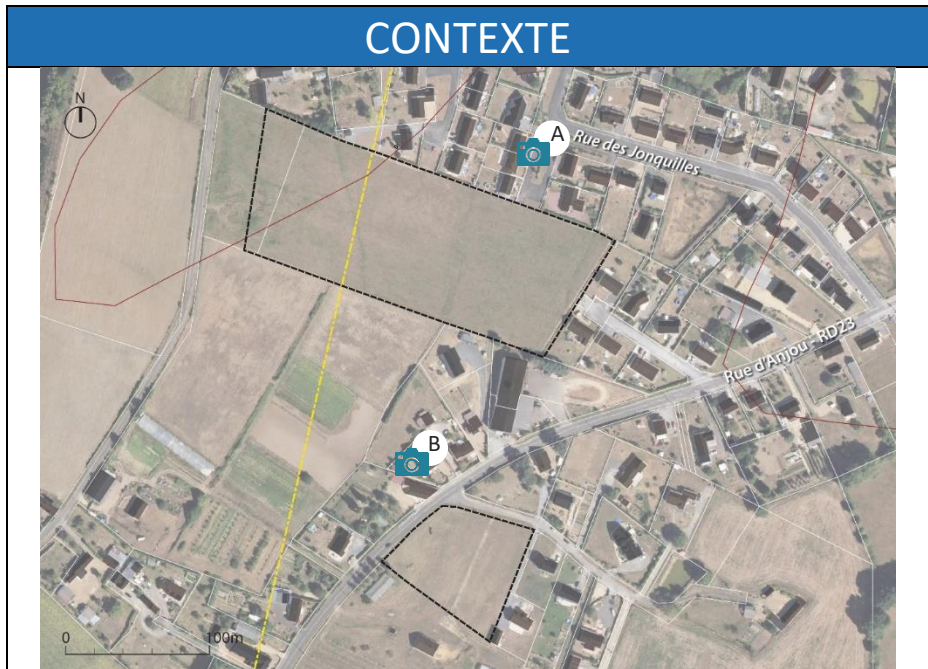 CONTEXTE
N
A
Rue des Jonquilles
Rue d'Anjou - RD23
B
0 100m